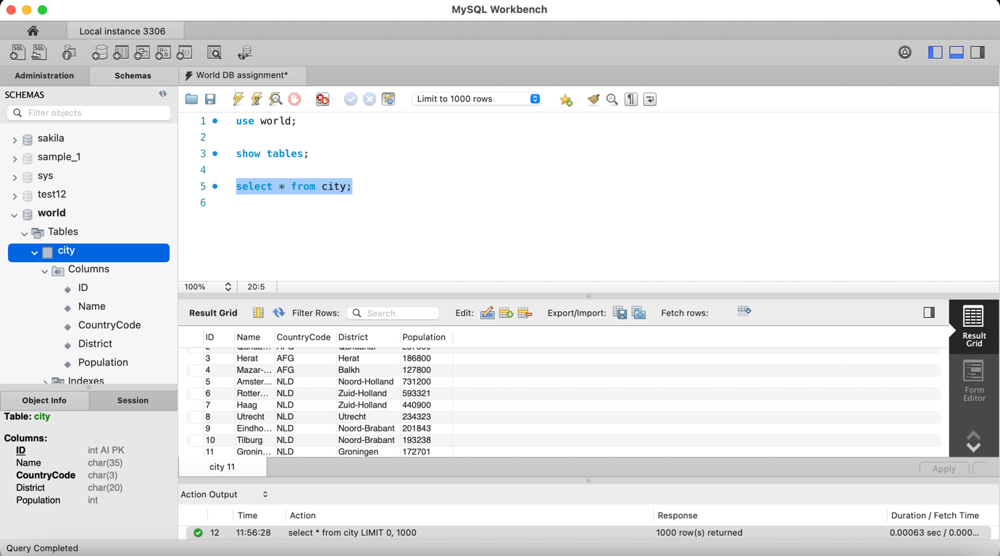 MySQL Workbench
Local instance 3306
Administration Schemas World DB assignment*
SCHEMAS
Filter objects
sakila
sample_1
sys
test12
world
Tables
city
Columns
ID
Name
CountryCode
District
Population
Indexes
Object Info Session
Table: city
Columns:
ID int AI PK
Name char(35)
CountryCode char(3)
District char(20)
Population int
Query Completed
Limit to 1000 rows
1 use world;
2
3 show tables;
4
5 select * from city;
6
100% 20:5
Result Grid Filter Rows: Search Edit: Export/Import: Fetch rows:
ID Name CountryCode District Population
3 Herat AFG Herat 186800
4 Mazar-... AFG Balkh 127800
5 Amster... NLD Noord-Holland 731200
6 Rotter... NLD Zuid-Holland 593321
7 Haag NLD Zuid-Holland 440900
8 Utrecht NLD Utrecht 234323
9 Eindho... NLD Noord-Brabant 201843
10 Tilburg NLD Noord-Brabant 193238
11 Gronin... NLD Groningen 172701
Result
Grid
Form
Editor
city 11
Apply
Action Output
Time Action Response Duration / Fetch Time
12 11:56:28 select * from city LIMIT 0, 1000 1000 row(s) returned 0.00063 sec / 0.000...